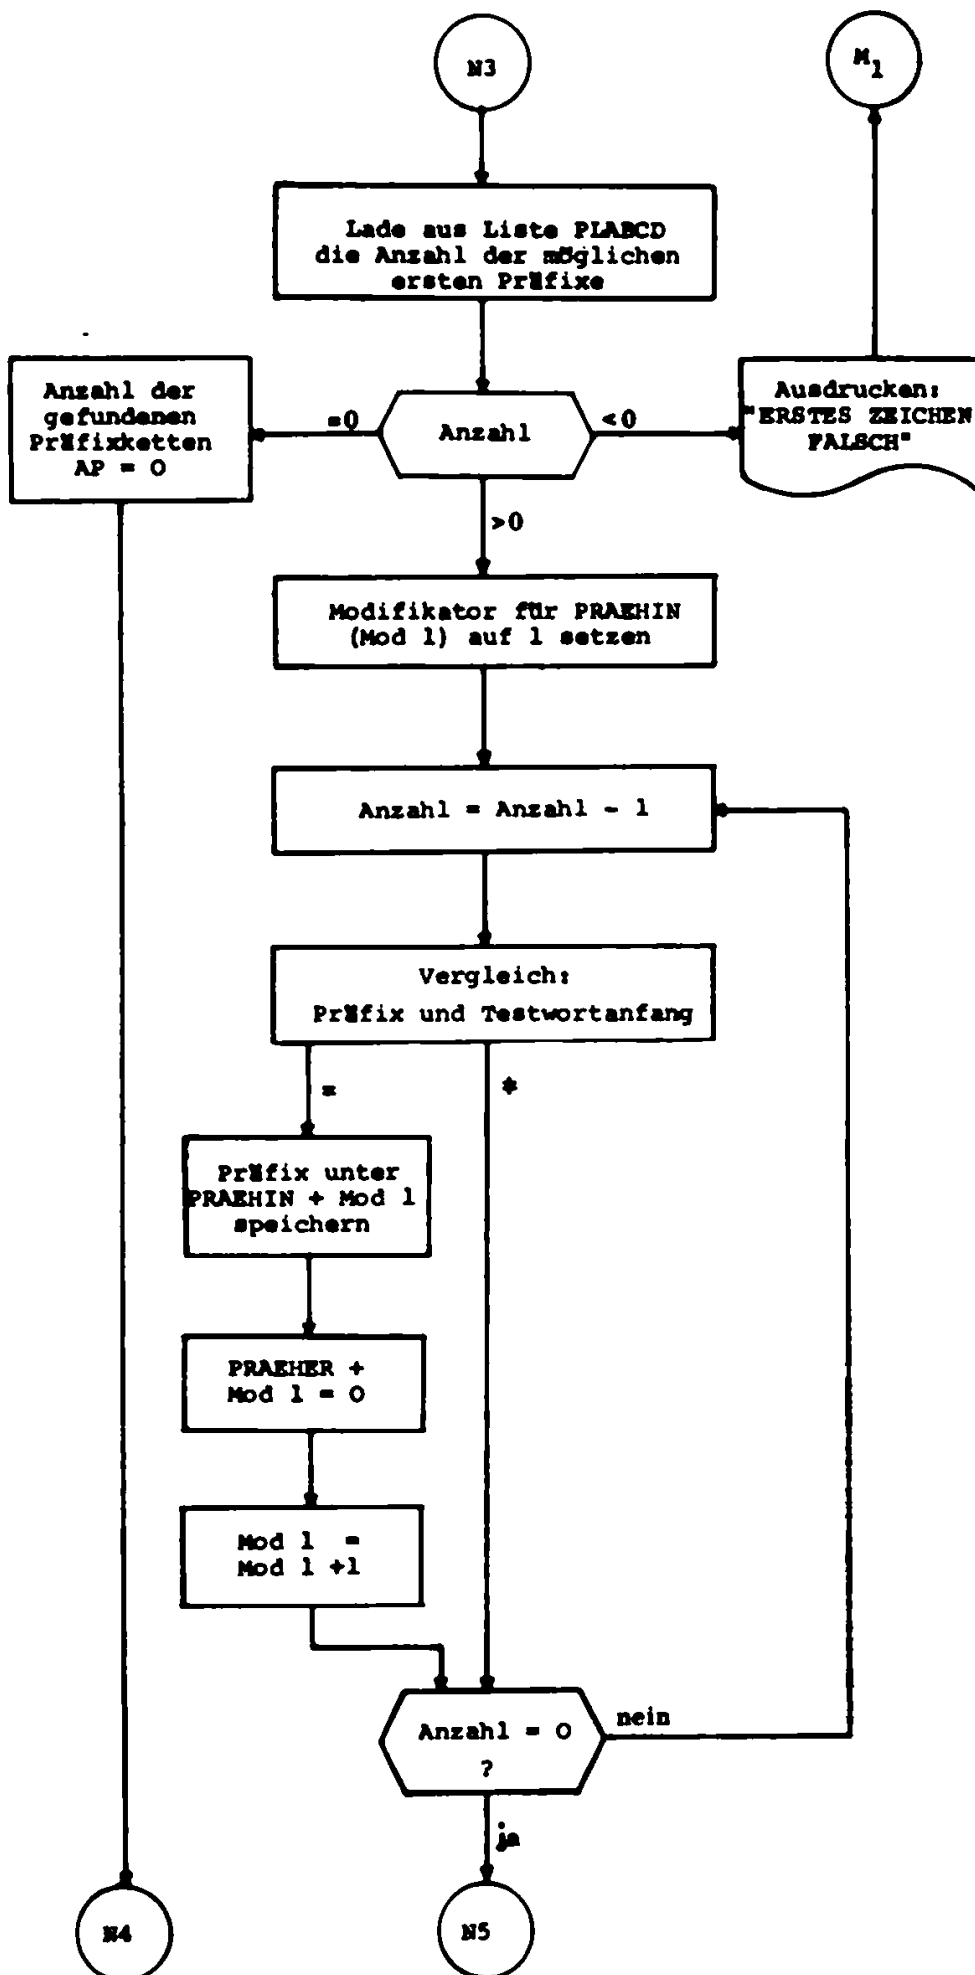 N3
M1
Lade aus Liste PLABCD
die Anzahl der möglichen
ersten Präfixe
Anzahl der
gefundenen
Präfixketten
AP = 0
=0
Anzahl
<0
Ausdrucken:
"ERSTES ZEICHEN
FALSCH"
>0
Modifikator für PRAEHIN
(Mod 1) auf 1 setzen
Anzahl = Anzahl - 1
Vergleich:
Präfix und Testwortanfang
=
≠
Präfix unter
PRAEHIN + Mod 1
speichern
PRAEHER +
Mod 1 = 0
Mod 1 =
Mod 1 +1
Anzahl = 0
?
nein
ja
N4
N5